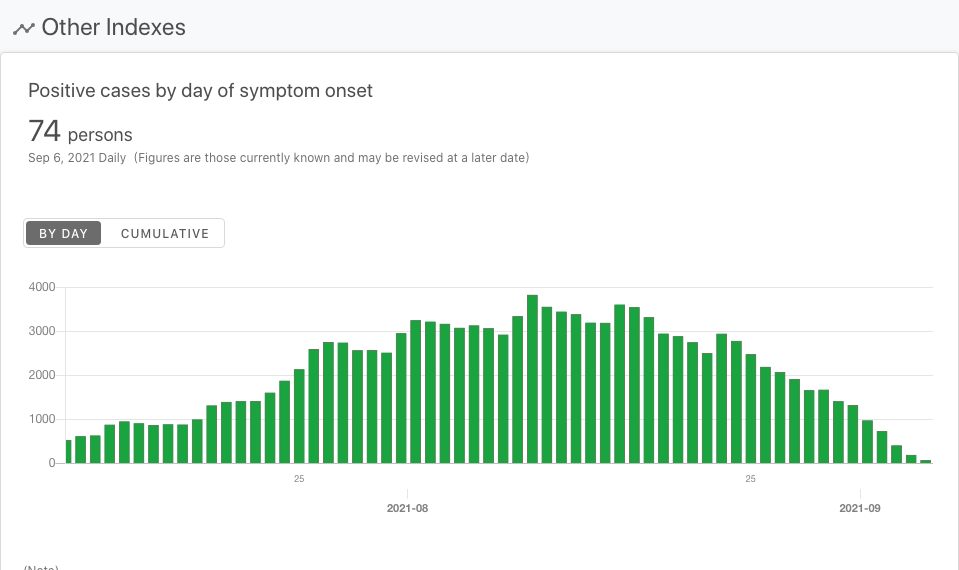 Other Indexes
Positive cases by day of symptom onset
74 persons
Sep 6, 2021 Daily (Figures are those currently known and may be revised at a later date)
BY DAY CUMULATIVE
4000
3000
2000
1000
0
25 25
2021-08 2021-09
(Note)